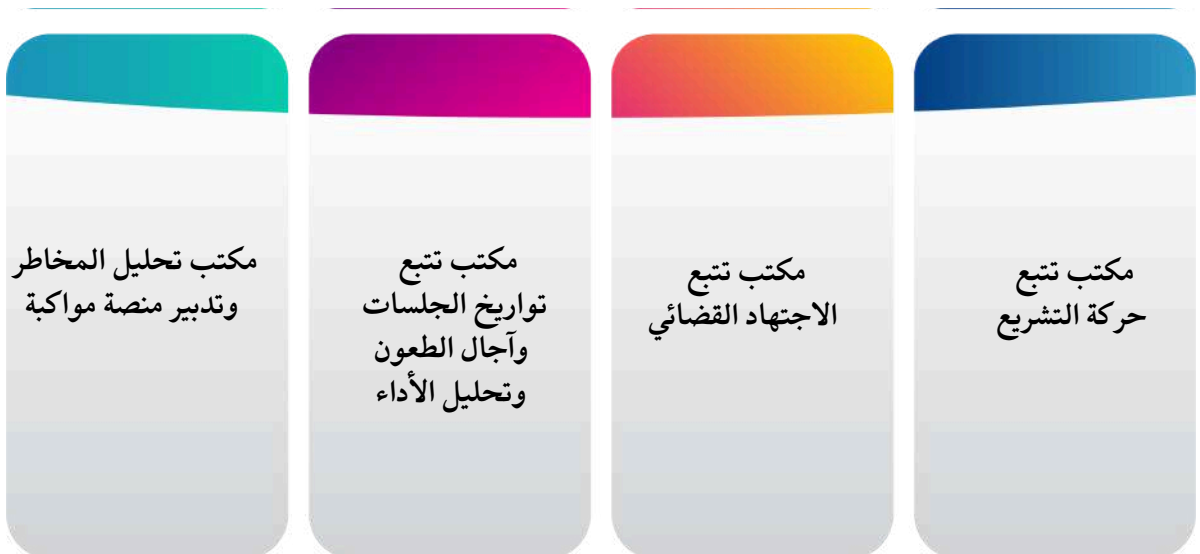 مكتب تتبع
حركة التشريع
مكتب تتبع
الاجتهاد القضائي
مكتب تتبع
تواريخ الجلسات
وآجال الطعون
وتحليل الأداء
مكتب تحليل المخاطر
وتدبير منصة مواكبة